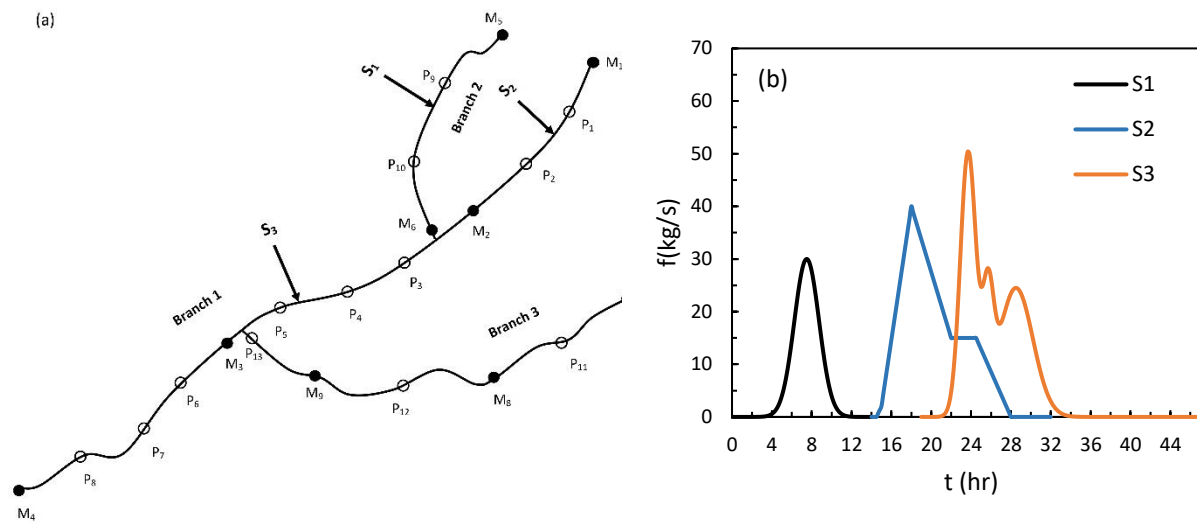 (a)
M₅
M₁
S₁
P₉
S₂
Branch 2
P₁
P₁₀
P₂
M₆
M₂
S₃
P₃
Branch 1
P₅
P₄
Branch 3
P₁₃
M₃
P₁₁
M₉
P₁₂
M₈
P₆
P₇
P₈
M₄
(b)
S1
S2
S3
f(kg/s)
70
60
50
40
30
20
10
0
0 4 8 12 16 20 24 28 32 36 40 44
t (hr)